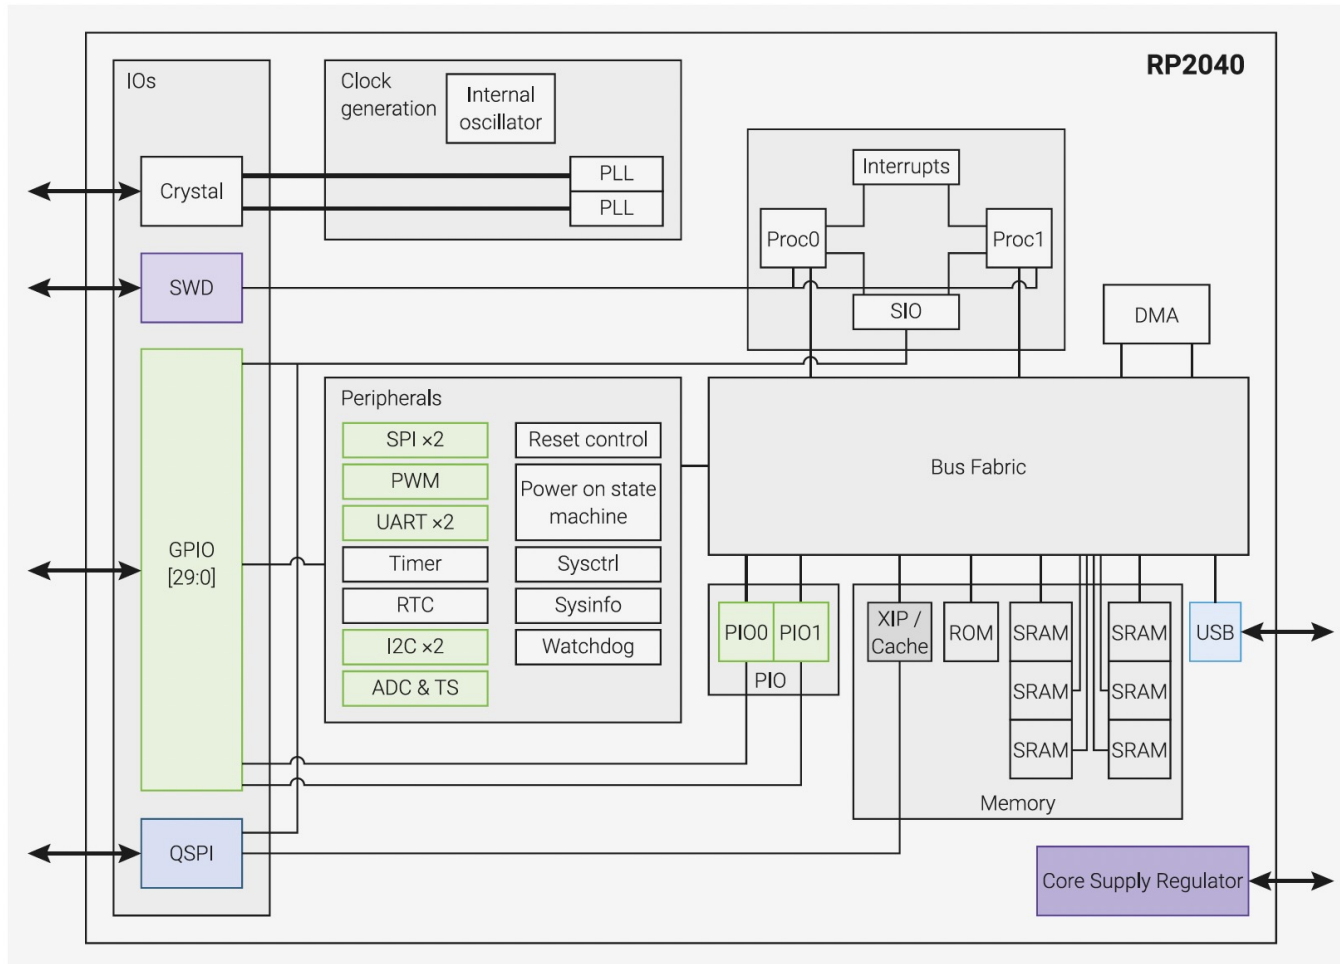 RP2040
IOs
Clock
generation
Internal
oscillator
Crystal
PLL
PLL
Interrupts
Proc0
Proc1
SWD
SIO
DMA
GPIO
[29:0]
Peripherals
SPI ×2
PWM
UART ×2
Timer
RTC
I2C ×2
ADC & TS
Reset control
Power on state
machine
Sysctrl
Sysinfo
Watchdog
Bus Fabric
PIO0
PIO1
PIO
XIP /
Cache
ROM
SRAM
SRAM
SRAM
SRAM
SRAM
SRAM
Memory
USB
QSPI
Core Supply Regulator